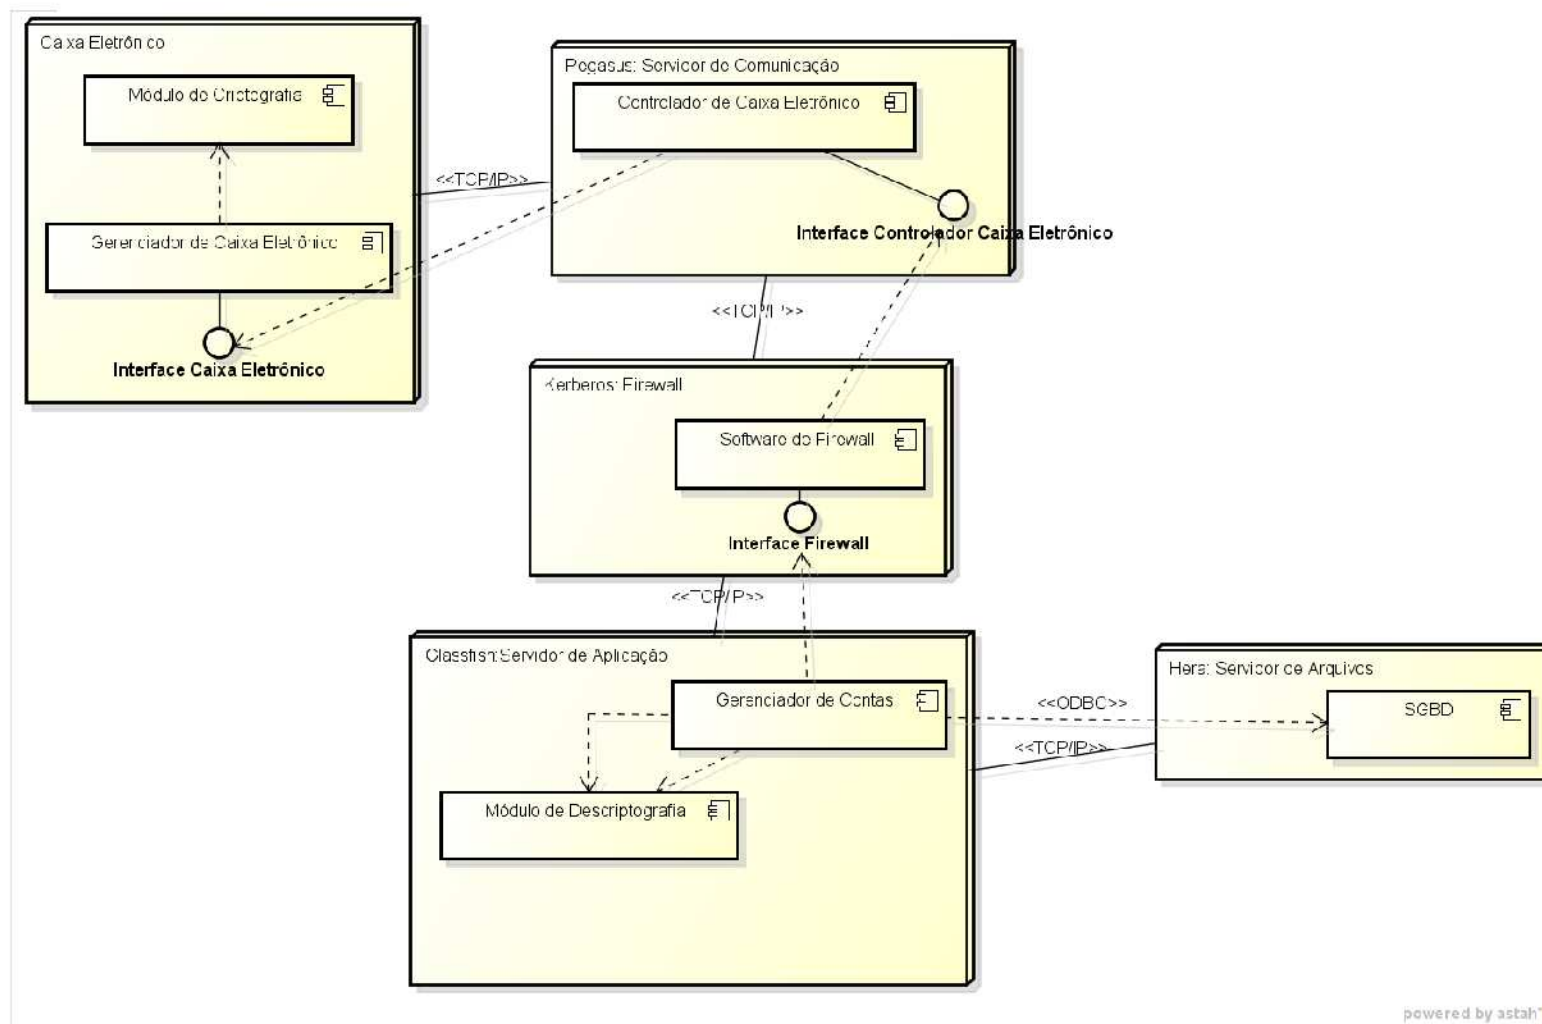 Caixa Eletrônico
Módulo de Criptografia
Gerenciador de Caixa Eletrônico
Interface Caixa Eletrônico
<<TCP/IP>>
Pegasus: Servidor de Comunicação
Controlador de Caixa Eletrônico
Interface Controlador Caixa Eletrônico
<<TCP/IP>>
Kerberos: Firewall
Software de Firewall
Interface Firewall
<<TCP/IP>>
Glassfish:Servidor de Aplicação
Gerenciador de Contas
Módulo de Descriptografia
<<ODBC>>
<<TCP/IP>>
Hera: Servidor de Arquivos
SGBD
powered by astah*